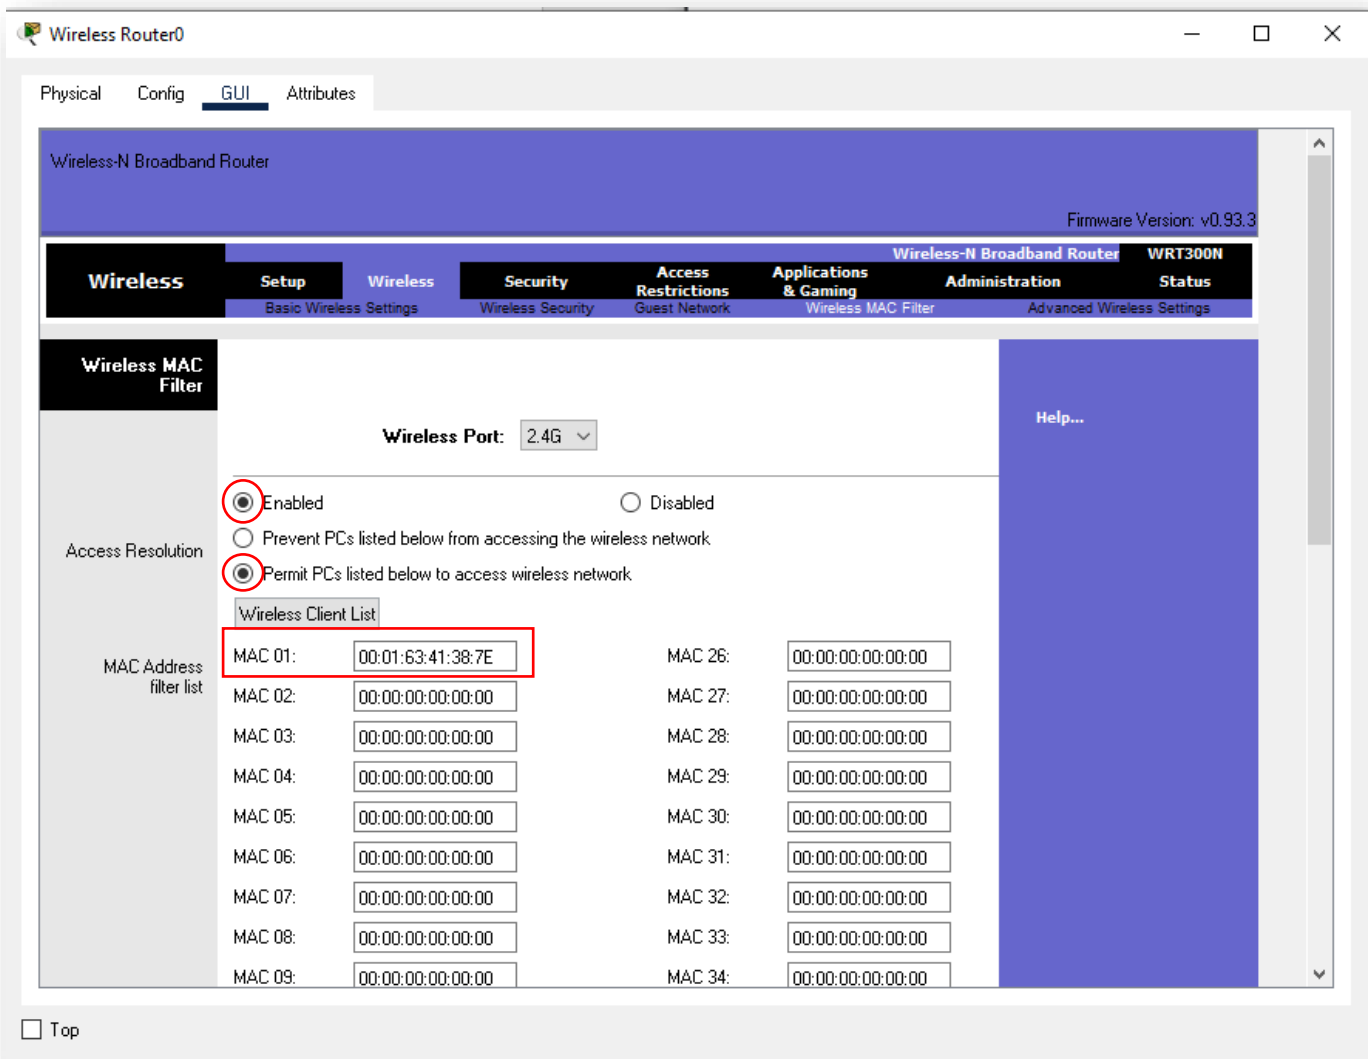 Wireless Router0
Physical Config GUI Attributes
Wireless-N Broadband Router
Firmware Version: v0.93.3
Wireless-N Broadband Router WRT300N
Wireless
Setup Wireless Security Access Restrictions Applications & Gaming Administration Status
Basic Wireless Settings Wireless Security Guest Network Wireless MAC Filter Advanced Wireless Settings
Wireless MAC
Filter
Help...
Wireless Port: 2.4G
Enabled Disabled
Access Resolution
Prevent PCs listed below from accessing the wireless network
Permit PCs listed below to access wireless network
Wireless Client List
MAC Address
filter list
MAC 01: 00:01:63:41:38:7E MAC 26: 00:00:00:00:00:00
MAC 02: 00:00:00:00:00:00 MAC 27: 00:00:00:00:00:00
MAC 03: 00:00:00:00:00:00 MAC 28: 00:00:00:00:00:00
MAC 04: 00:00:00:00:00:00 MAC 29: 00:00:00:00:00:00
MAC 05: 00:00:00:00:00:00 MAC 30: 00:00:00:00:00:00
MAC 06: 00:00:00:00:00:00 MAC 31: 00:00:00:00:00:00
MAC 07: 00:00:00:00:00:00 MAC 32: 00:00:00:00:00:00
MAC 08: 00:00:00:00:00:00 MAC 33: 00:00:00:00:00:00
MAC 09: 00:00:00:00:00:00 MAC 34: 00:00:00:00:00:00
Top